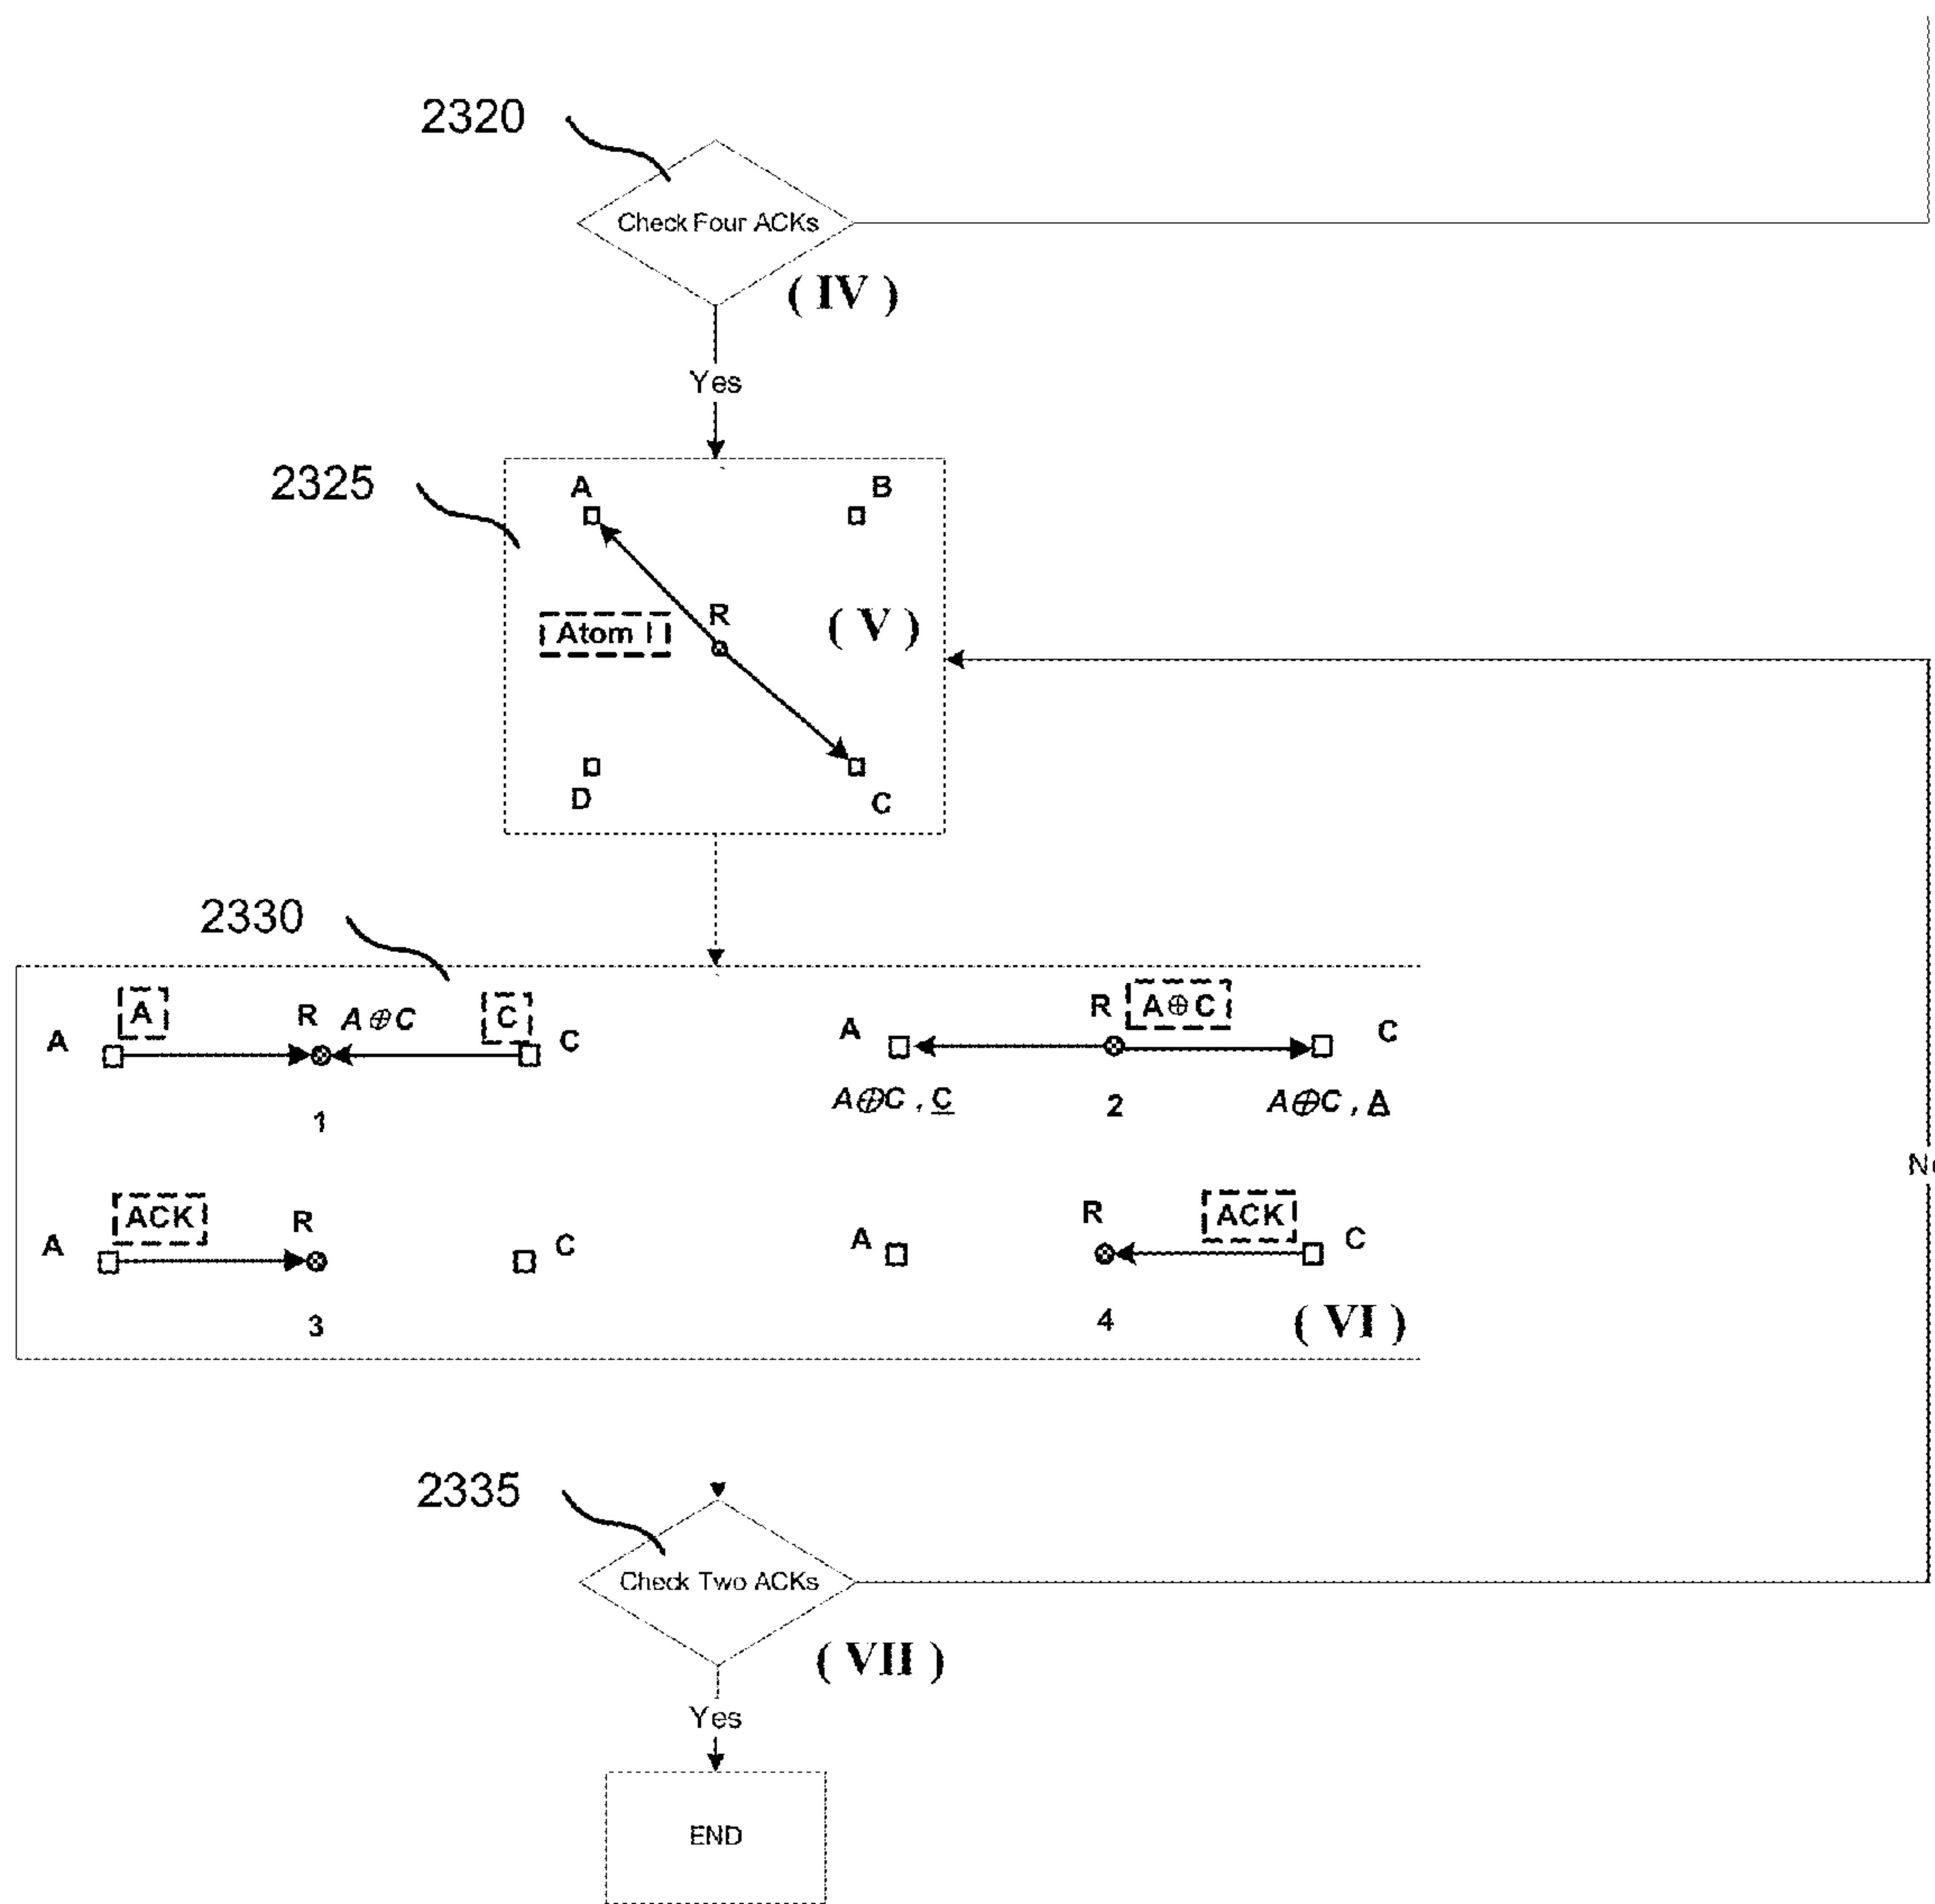 2320
Check Four ACKs
( IV )
Yes
2325
A
B
Atom I
R
( V )
D
C
2330
A
A
R
A⊕C
C
C
1
A
R
A⊕C
C
A⊕C , C
2
A⊕C , A
ACK
A
R
C
3
A
R
ACK
C
4
( VI )
2335
Check Two ACKs
( VII )
Yes
END